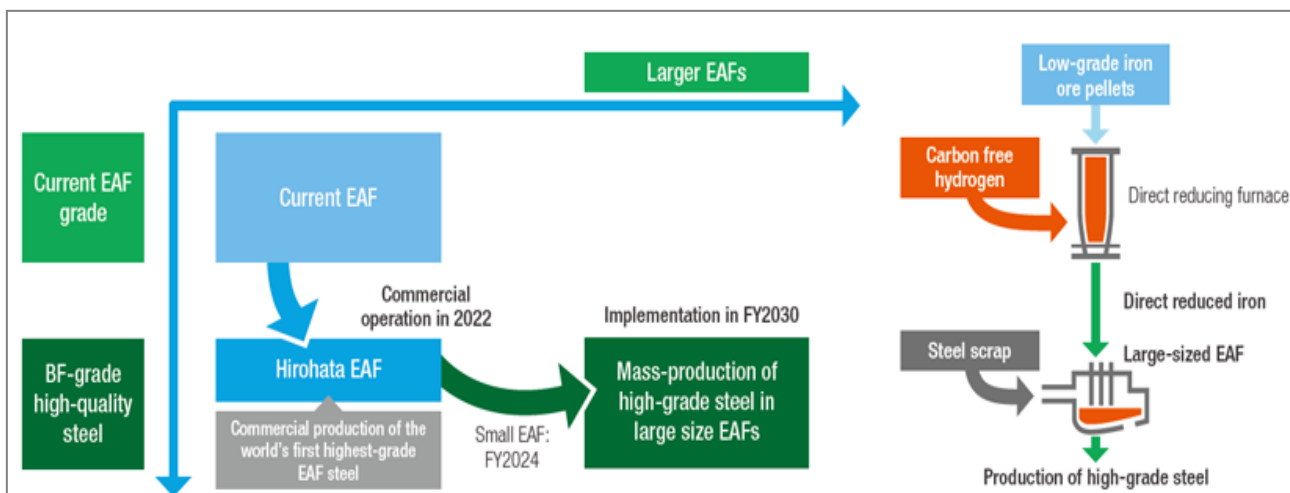 Larger EAFs
Current EAF
grade
Current EAF
Commercial
operation in 2022
Implementation in FY2030
BF-grade
high-quality
steel
Hirohata EAF
Commercial production of the
world's first highest-grade
EAF steel
Small EAF:
FY2024
Mass-production of
high-grade steel in
large size EAFs
Low-grade iron
ore pellets
Carbon free
hydrogen
Direct reducing furnace
Direct reduced iron
Steel scrap
Large-sized EAF
Production of high-grade steel